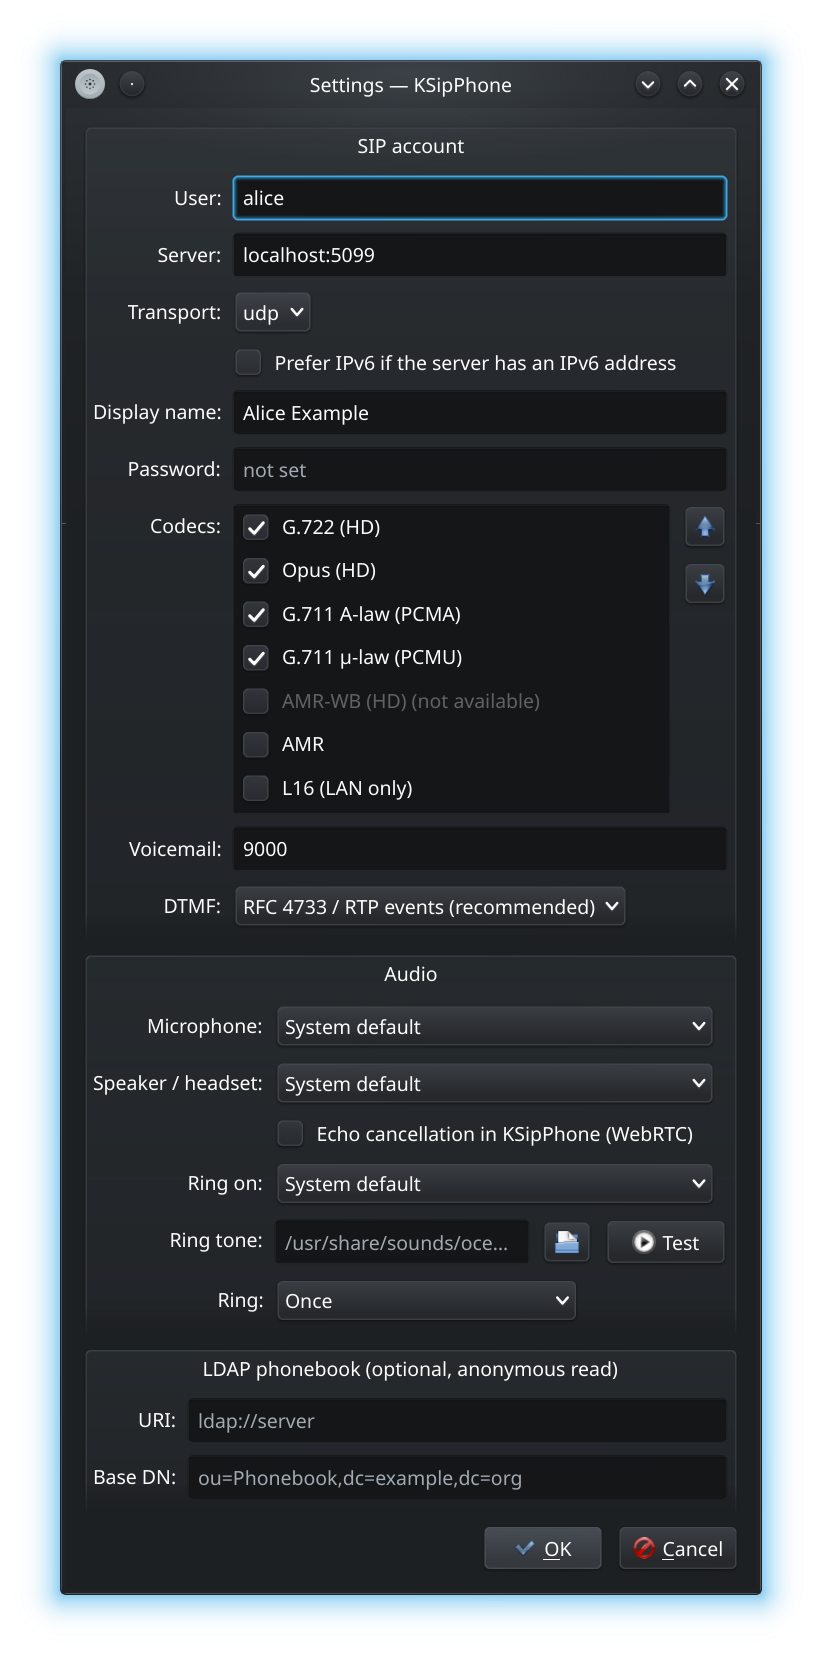 Settings — KSipPhone
SIP account
User: alice
Server: localhost:5099
Transport: udp
Prefer IPv6 if the server has an IPv6 address
Display name: Alice Example
Password: not set
Codecs: G.722 (HD)
Opus (HD)
G.711 A-law (PCMA)
G.711 µ-law (PCMU)
AMR-WB (HD) (not available)
AMR
L16 (LAN only)
Voicemail: 9000
DTMF: RFC 4733 / RTP events (recommended)
Audio
Microphone: System default
Speaker / headset: System default
Echo cancellation in KSipPhone (WebRTC)
Ring on: System default
Ring tone: /usr/share/sounds/oce... Test
Ring: Once
LDAP phonebook (optional, anonymous read)
URI: ldap://server
Base DN: ou=Phonebook,dc=example,dc=org
OK Cancel